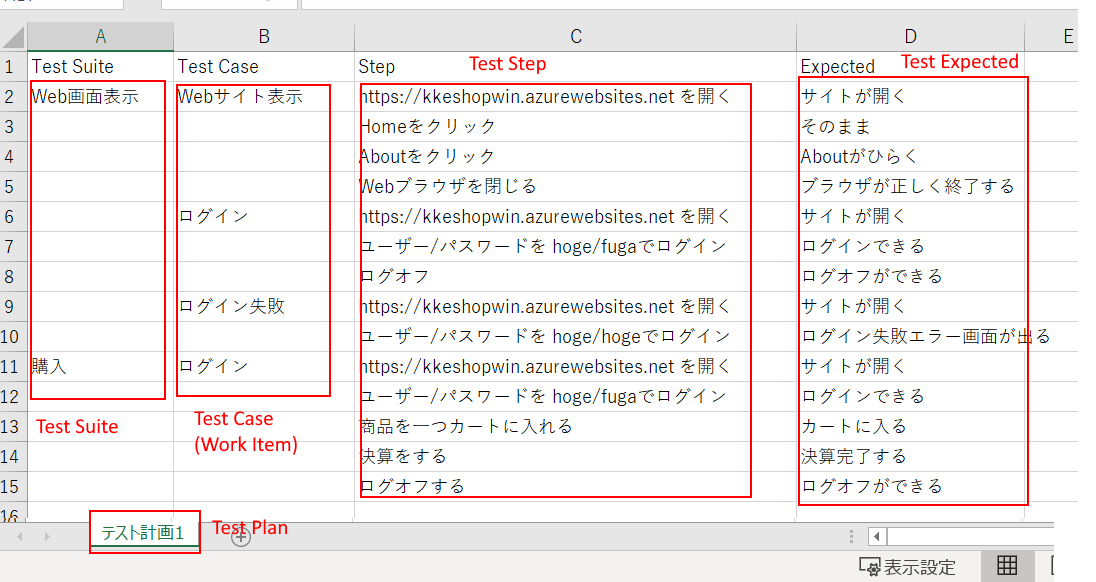 A B C D E
1 Test Suite Test Case Step Test Step Expected Test Expected
2 Web画面表示 Webサイト表示 https://kkeshopwin.azurewebsites.net を開く サイトが開く
3 Homeをクリック そのまま
4 Aboutをクリック Aboutがひらく
5 Webブラウザを閉じる ブラウザが正しく終了する
6 ログイン https://kkeshopwin.azurewebsites.net を開く サイトが開く
7 ユーザー/パスワードを hoge/fugaでログイン ログインできる
8 ログオフ ログオフができる
9 ログイン失敗 https://kkeshopwin.azurewebsites.net を開く サイトが開く
10 ユーザー/パスワードを hoge/hogeでログイン ログイン失敗エラー画面が出る
11 購入 ログイン https://kkeshopwin.azurewebsites.net を開く サイトが開く
12 ユーザー/パスワードを hoge/fugaでログイン ログインできる
13 Test Suite Test Case 商品を一つカートに入れる カートに入る
14 (Work Item) 決算をする 決算完了する
15 ログオフする ログオフができる
16
テスト計画1 Test Plan
表示設定